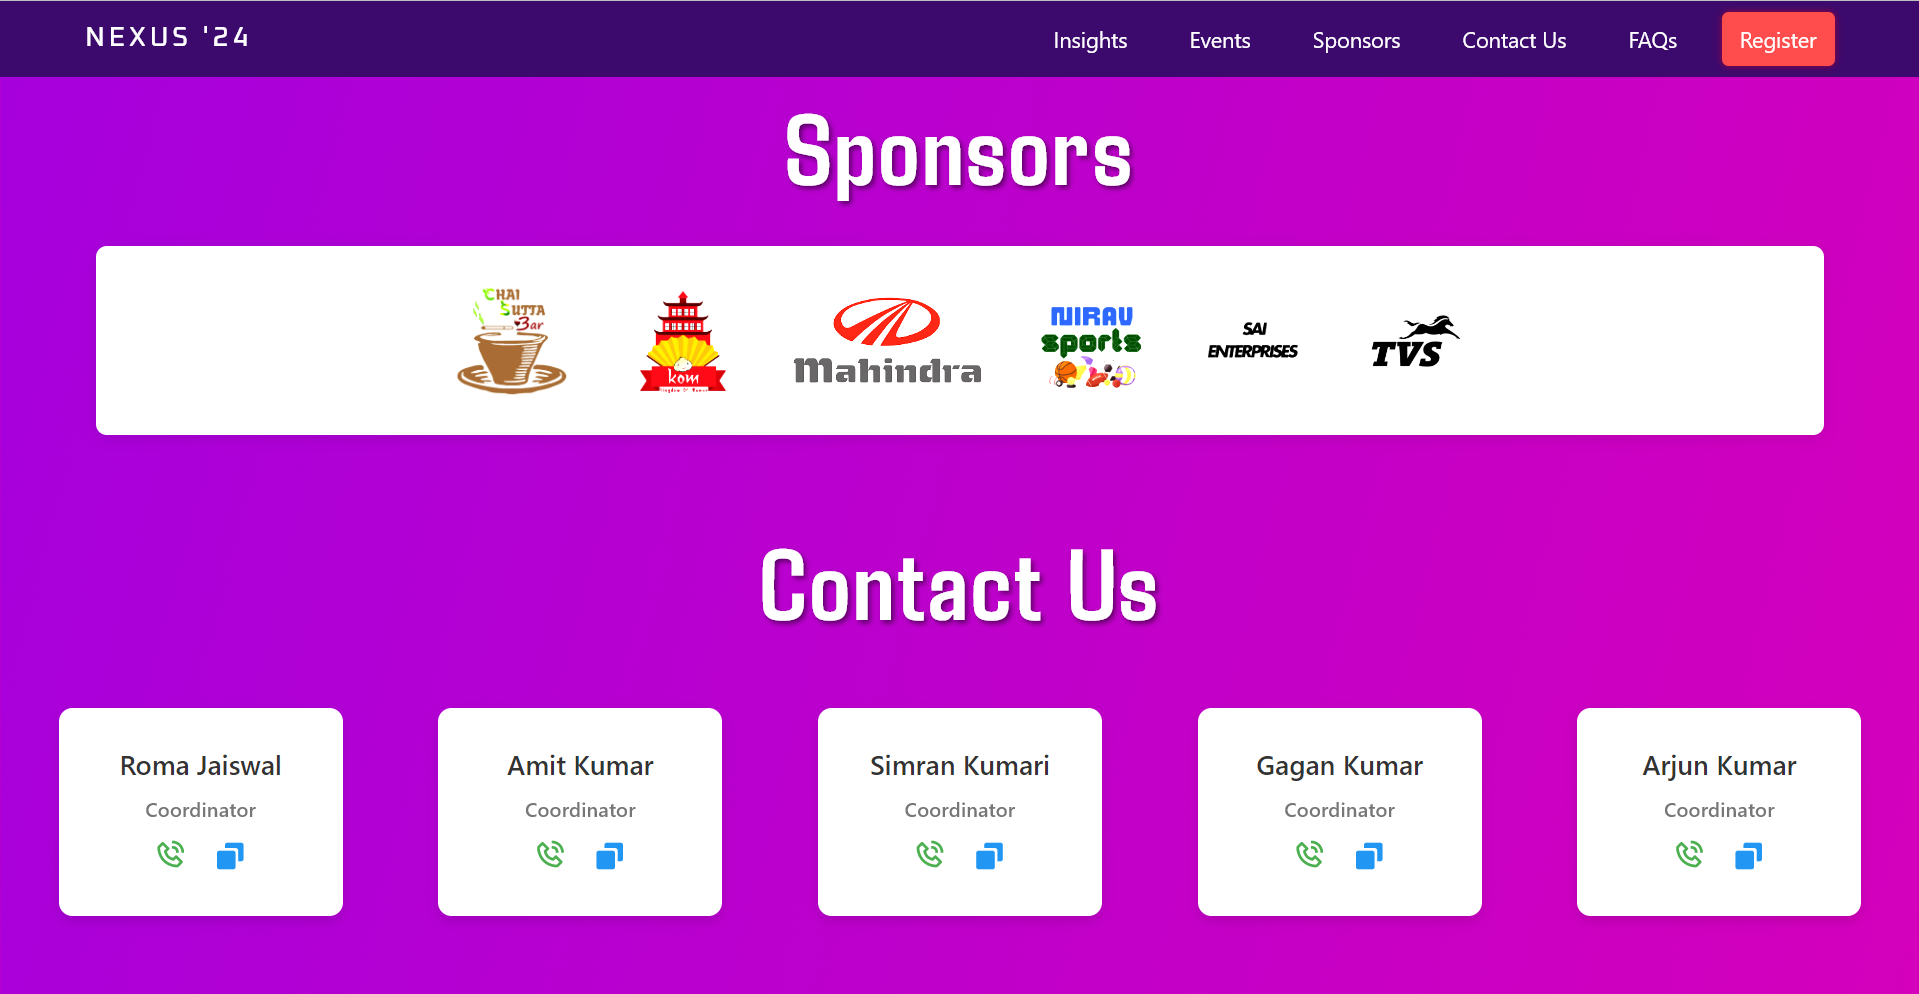 NEXUS '24
Insights
Events
Sponsors
Contact Us
FAQs
Register
Sponsors
CHAI
SUTTA
Bar
kom
Mahindra
NIRAV
sports
SAI
ENTERPRISES
TVS
Contact Us
Roma Jaiswal
Coordinator
Amit Kumar
Coordinator
Simran Kumari
Coordinator
Gagan Kumar
Coordinator
Arjun Kumar
Coordinator